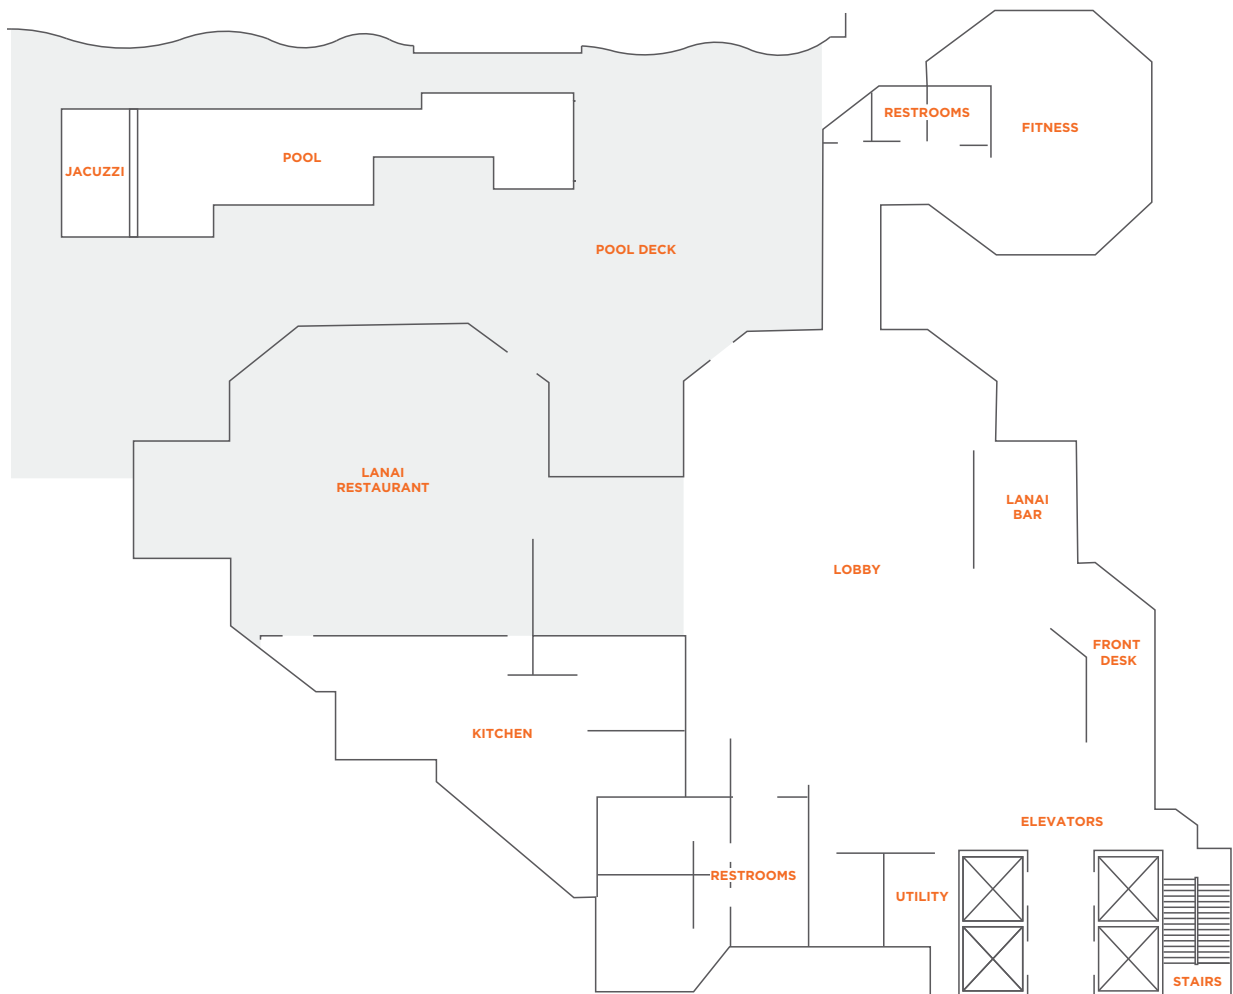 RESTROOMS
FITNESS
POOL
JACUZZI
POOL DECK
LANAI
RESTAURANT
LANAI
BAR
LOBBY
FRONT
DESK
KITCHEN
ELEVATORS
RESTROOMS
UTILITY
STAIRS